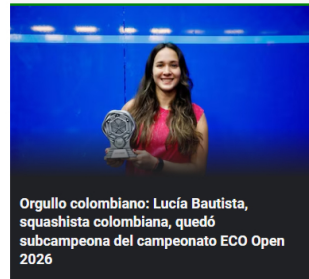 Orgullo colombiano: Lucía Bautista,
squashista colombiana, quedó
subcampeona del campeonato ECO Open
2026